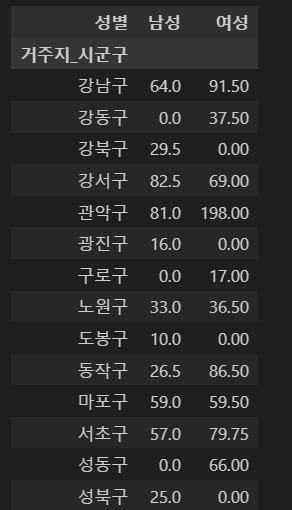 성별 남성 여성
거주지_시군구
강남구 64.0 91.50
강동구 0.0 37.50
강북구 29.5 0.00
강서구 82.5 69.00
관악구 81.0 198.00
광진구 16.0 0.00
구로구 0.0 17.00
노원구 33.0 36.50
도봉구 10.0 0.00
동작구 26.5 86.50
마포구 59.0 59.50
서초구 57.0 79.75
성동구 0.0 66.00
성북구 25.0 0.00